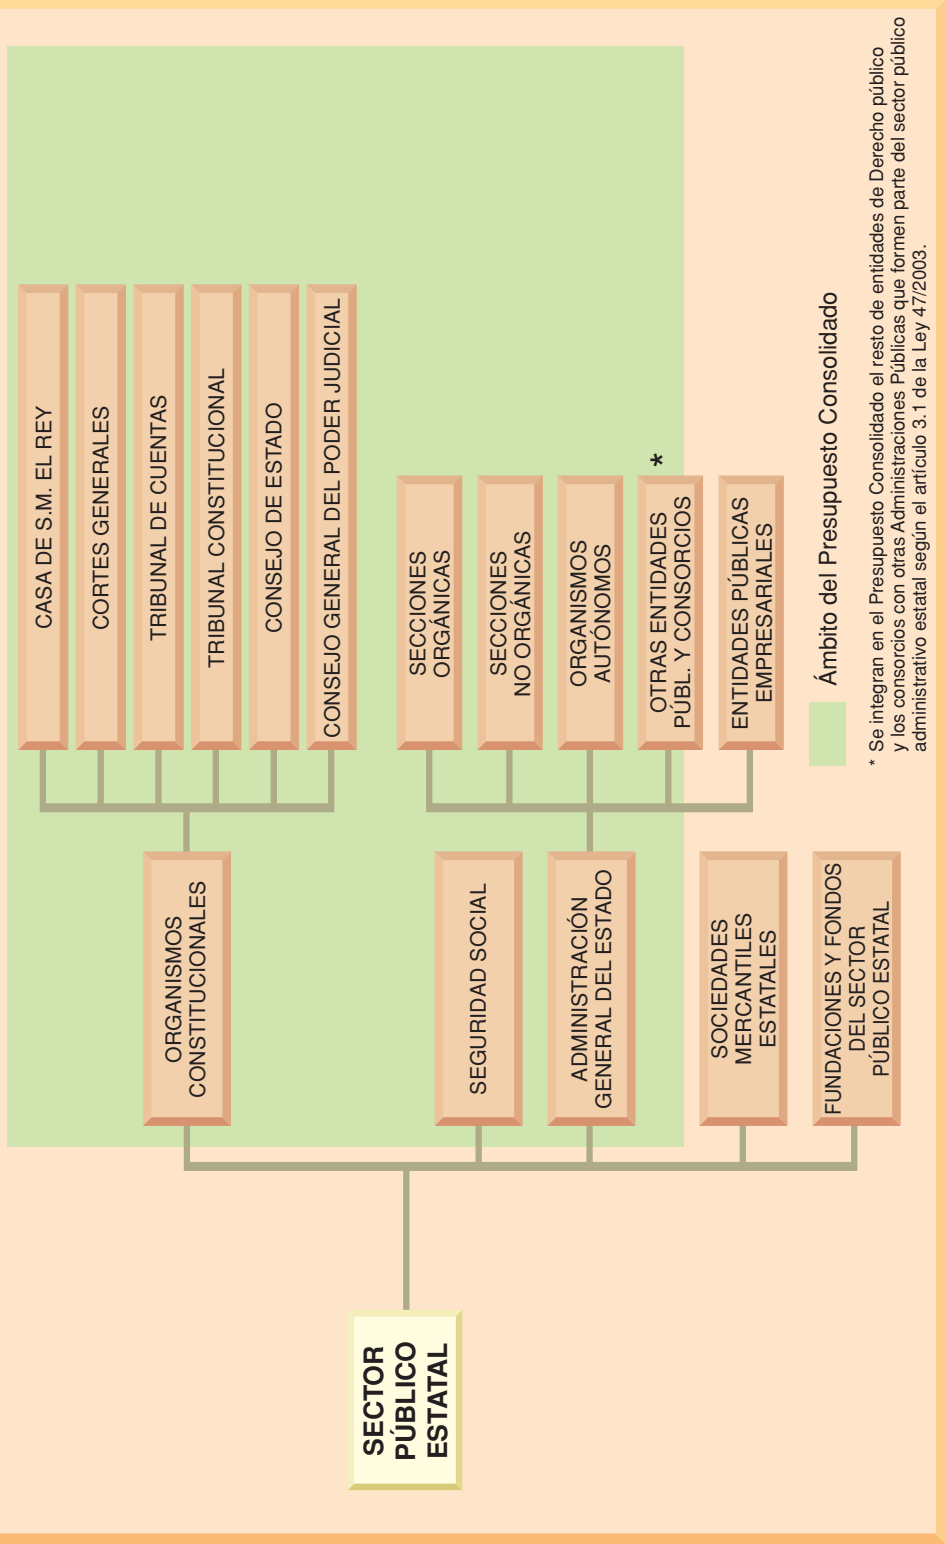 SECTOR
PÚBLICO
ESTATAL
ORGANISMOS
CONSTITUCIONALES
CASA DE S.M. EL REY
CORTES GENERALES
TRIBUNAL DE CUENTAS
TRIBUNAL CONSTITUCIONAL
CONSEJO DE ESTADO
CONSEJO GENERAL DEL PODER JUDICIAL
SEGURIDAD SOCIAL
ADMINISTRACIÓN
GENERAL DEL ESTADO
SECCIONES
ORGÁNICAS
SECCIONES
NO ORGÁNICAS
ORGANISMOS
AUTÓNOMOS
OTRAS ENTIDADES
PÚBL. Y CONSORCIOS *
ENTIDADES PÚBLICAS
EMPRESARIALES
SOCIEDADES
MERCANTILES
ESTATALES
FUNDACIONES Y FONDOS
DEL SECTOR
PÚBLICO ESTATAL
Ámbito del Presupuesto Consolidado
* Se integran en el Presupuesto Consolidado el resto de entidades de Derecho público
y los consorcios con otras Administraciones Públicas que formen parte del sector público
administrativo estatal según el artículo 3.1 de la Ley 47/2003.